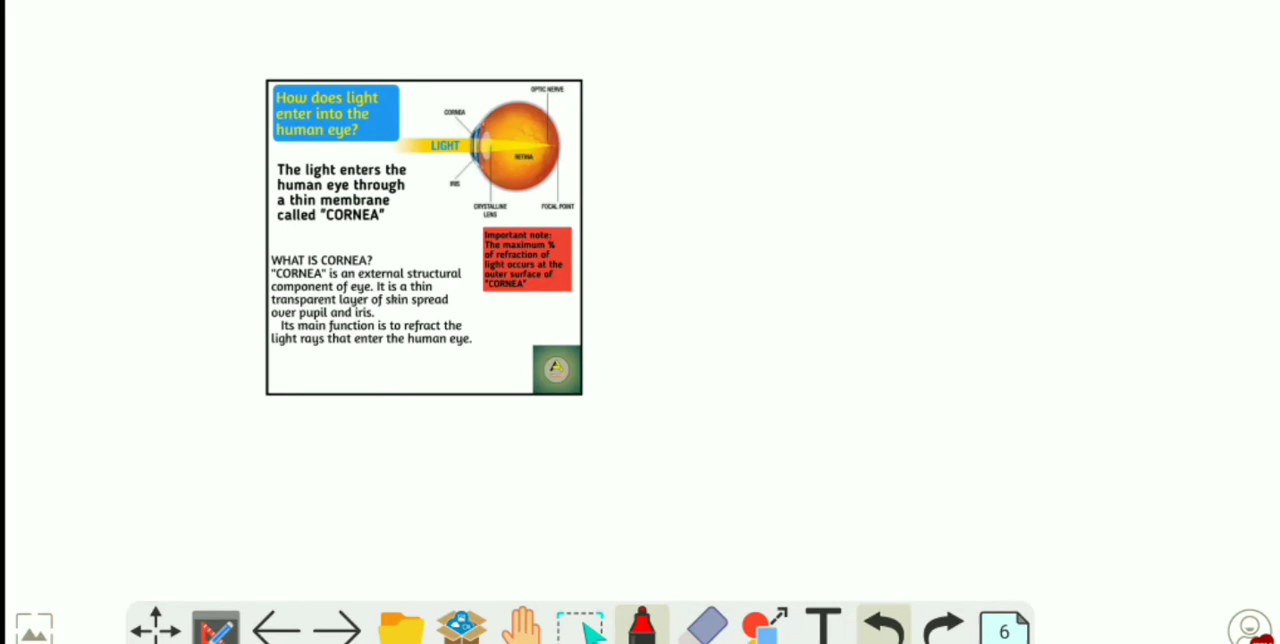 How does light
enter into the
human eye?
OPTIC NERVE
CORNEA
LIGHT
RETINA
IRIS
CRYSTALLINE
LENS
FOCAL POINT
The light enters the
human eye through
a thin membrane
called "CORNEA"
Important note:
The maximum %
of refraction of
light occurs at the
outer surface of
"CORNEA"
WHAT IS CORNEA?
"CORNEA" is an external structural
component of eye. It is a thin
transparent layer of skin spread
over pupil and iris.
Its main function is to refract the
light rays that enter the human eye.
T
6